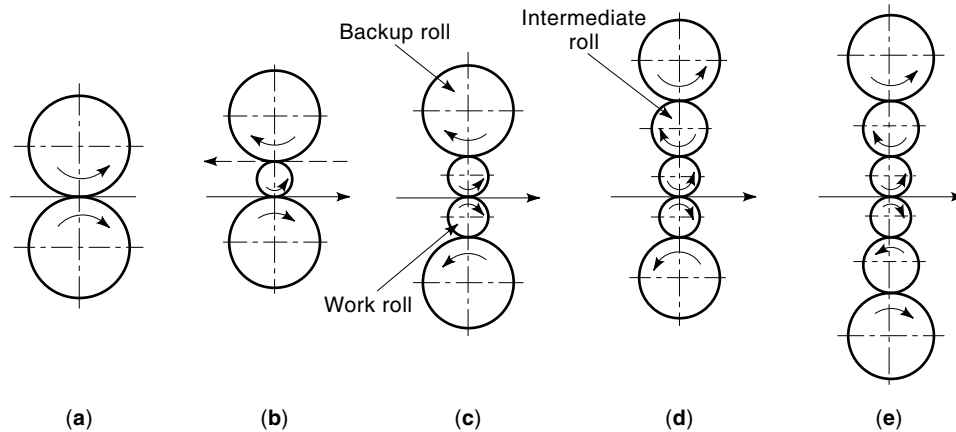 Backup roll
Intermediate
roll
Work roll
(a)
(b)
(c)
(d)
(e)